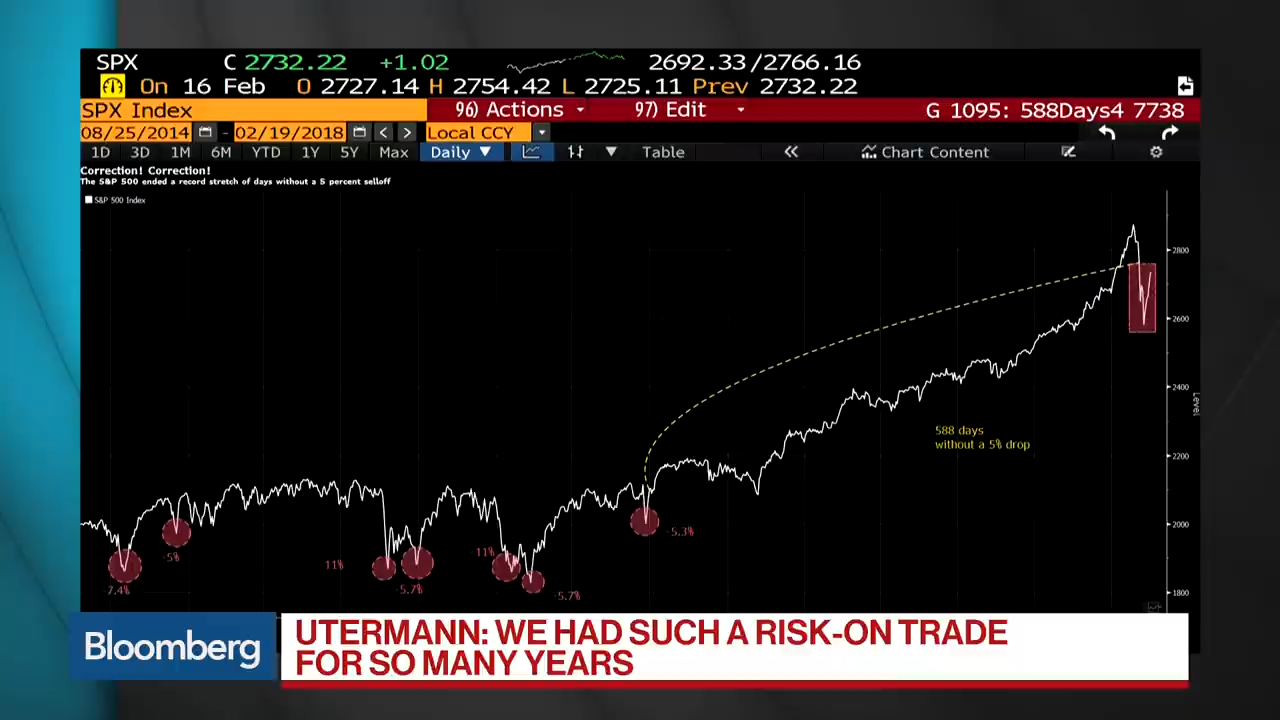 SPX C 2732.22 +1.02 2692.33/2766.16
On 16 Feb O 2727.14 H 2754.42 L 2725.11 Prev 2732.22
SPX Index 96) Actions 97) Edit G 1095: 588Days4 7738
08/25/2014 - 02/19/2018 < > Local CCY
1D 3D 1M 6M YTD 1Y 5Y Max Daily ▼ Table « Chart Content
Correction! Correction!
The S&P 500 ended a record stretch of days without a 5 percent selloff
S&P 500 Index
2800
2600
2400
Level
588 days
without a 5% drop
2200
2000
-5.3%
-5%
11%
11%
-7.4%
-5.7%
-5.7%
1800
Bloomberg
UTERMANN: WE HAD SUCH A RISK-ON TRADE
FOR SO MANY YEARS